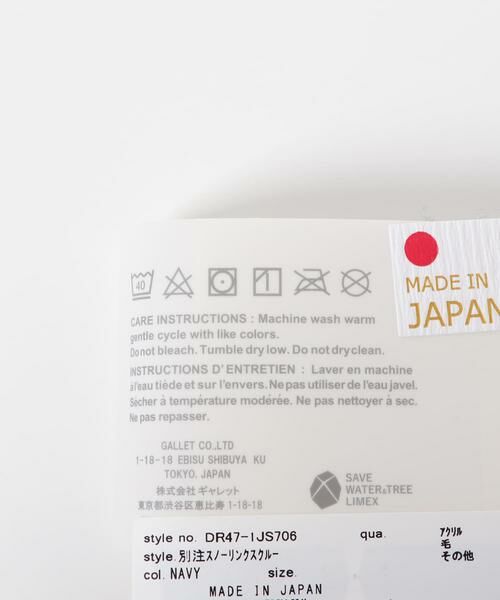 MADE IN
JAPAN
40
CARE INSTRUCTIONS : Machine wash warm
gentle cycle with like colors.
Do not bleach. Tumble dry low. Do not dry clean.
INSTRUCTIONS D'ENTRETIEN : Laver en machine
à l'eau tiède et sur l'envers. Ne pas utiliser de l'eau javel.
Sécher à température modérée. Ne pas nettoyer à sec.
Ne pas repasser.
GALLET CO.,LTD
1-18-18 EBISU SHIBUYA KU
TOKYO. JAPAN
株式会社 ギャレット
東京都渋谷区恵比寿 1-18-18
SAVE
WATER&TREE
LIMEX
style no. DR47-1JS706 qua. ｱｸﾘﾙ
毛
style. 別注ｽﾉｰﾘﾝｸｽｸﾙｰ その他
col. NAVY size.
MADE IN JAPAN